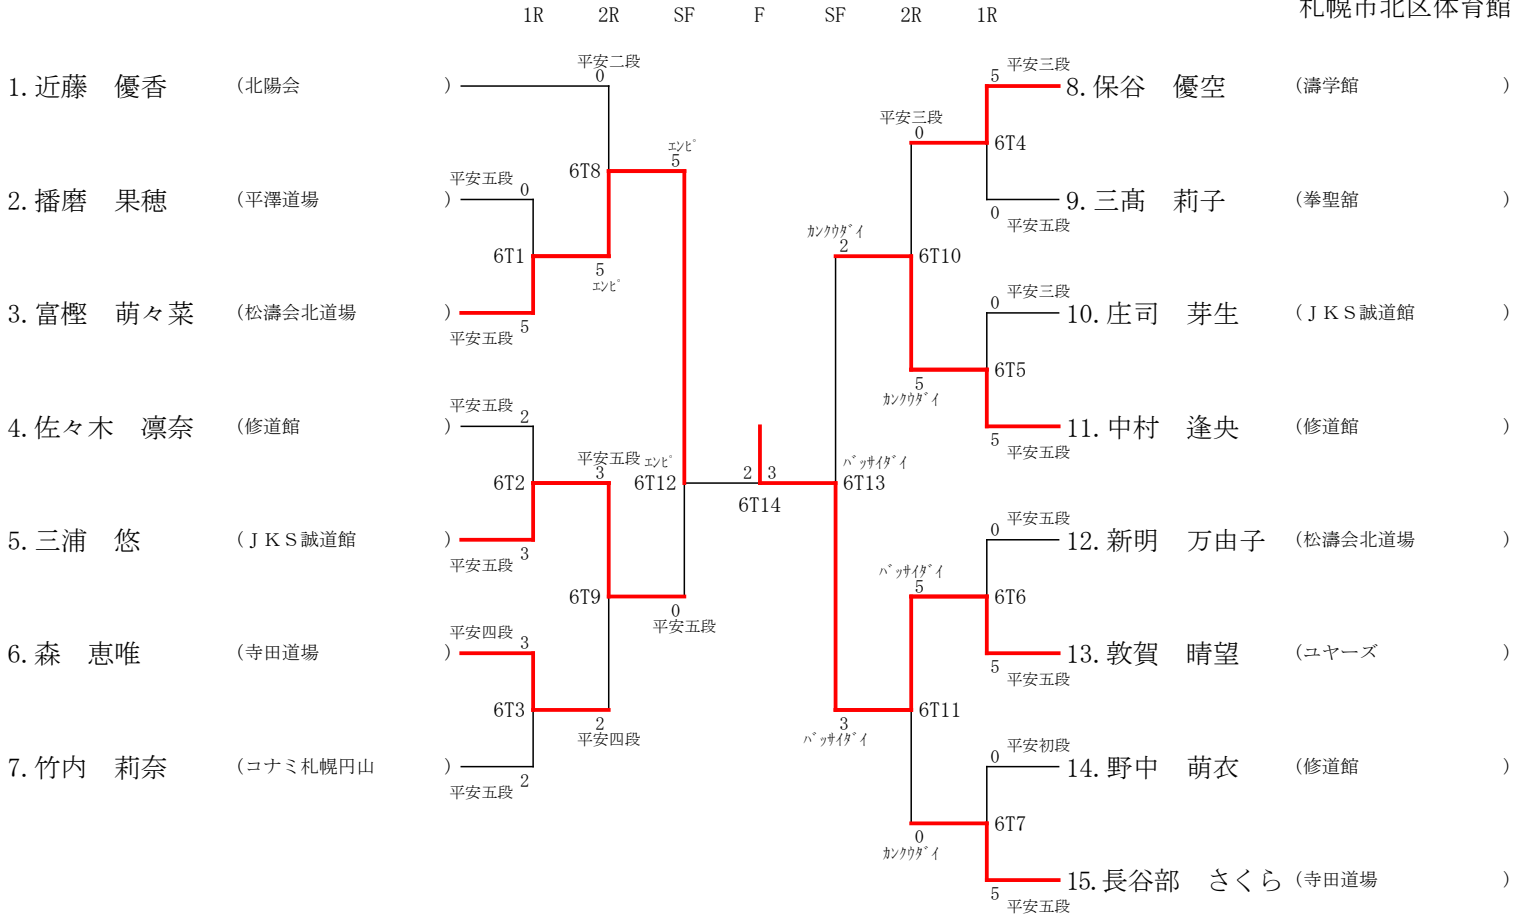 札幌市北区体育館
1R 2R SF F SF 2R 1R
平安二段
0
1. 近藤　優香 （北陽会 ）
平安五段 0
2. 播磨　果穂 （平澤道場 ）
6T8
ｴﾝﾋﾟ
5
6T1
5
ｴﾝﾋﾟ
3. 富樫　萌々菜 （松濤会北道場 ）
平安五段 5
平安五段 2
4. 佐々木　凛奈 （修道館 ）
平安五段
3
6T2
ｴﾝﾋﾟ
6T12
5. 三浦　悠 （ＪＫＳ誠道館 ）
平安五段 3
6T9
0
平安五段
平安四段 3
6. 森　恵唯 （寺田道場 ）
6T3
2
平安四段
7. 竹内　莉奈 （コナミ札幌円山 ）
平安五段 2
2 3
6T14
5 平安三段
8. 保谷　優空 （濤学館 ）
平安三段
0
6T4
9. 三髙　莉子 （拳聖舘 ）
0 平安五段
ｶﾝｸｳﾀﾞｲ
2
6T10
0 平安三段
10. 庄司　芽生 （ＪＫＳ誠道館 ）
6T5
5
ｶﾝｸｳﾀﾞｲ
11. 中村　逢央 （修道館 ）
5 平安五段
ﾊﾞｯｻｲﾀﾞｲ
6T13
0 平安五段
12. 新明　万由子 （松濤会北道場 ）
ﾊﾞｯｻｲﾀﾞｲ
5
6T6
13. 敦賀　晴望 （ユヤーズ ）
5 平安五段
6T11
3
ﾊﾞｯｻｲﾀﾞｲ
0 平安初段
14. 野中　萌衣 （修道館 ）
6T7
0
ｶﾝｸｳﾀﾞｲ
15. 長谷部　さくら （寺田道場 ）
5 平安五段